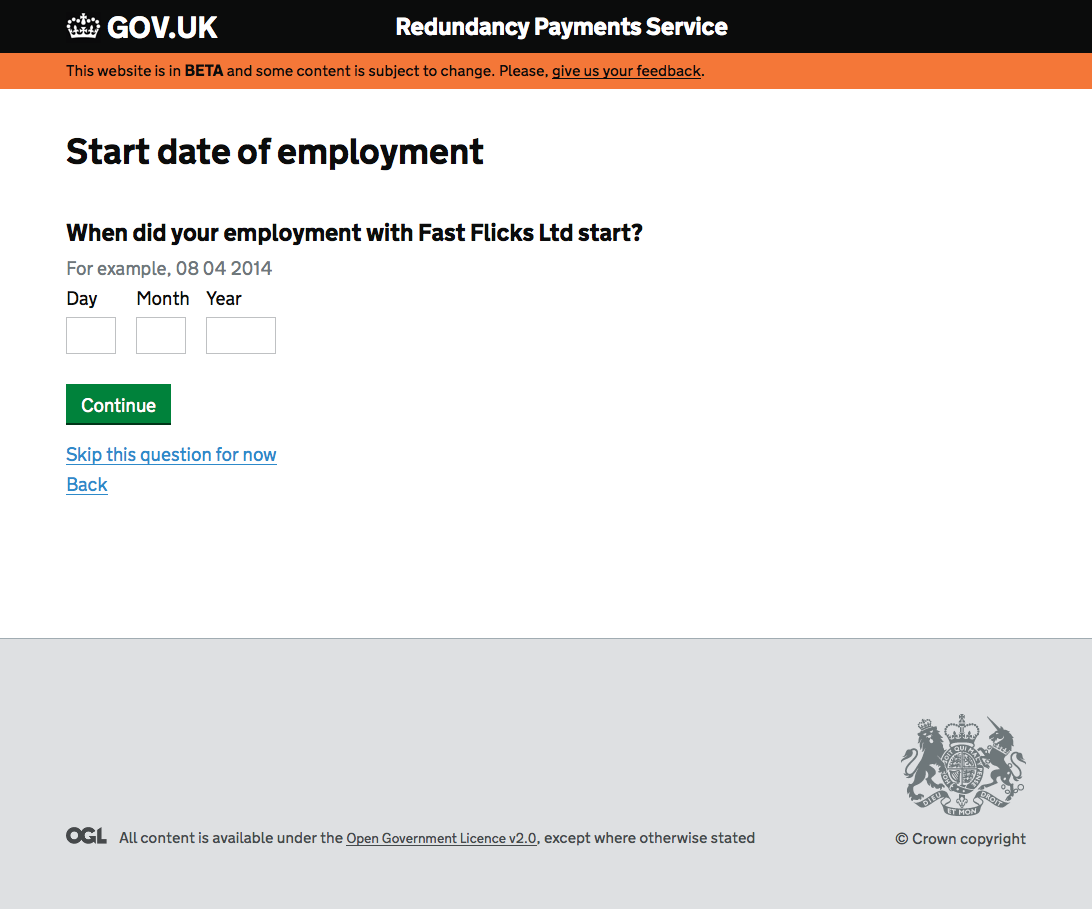 GOV.UK
Redundancy Payments Service
This website is in BETA and some content is subject to change. Please, give us your feedback.
Start date of employment
When did your employment with Fast Flicks Ltd start?
For example, 08 04 2014
Day Month Year
Continue
Skip this question for now
Back
DIEU ET MON DROIT
OGL All content is available under the Open Government Licence v2.0, except where otherwise stated
© Crown copyright